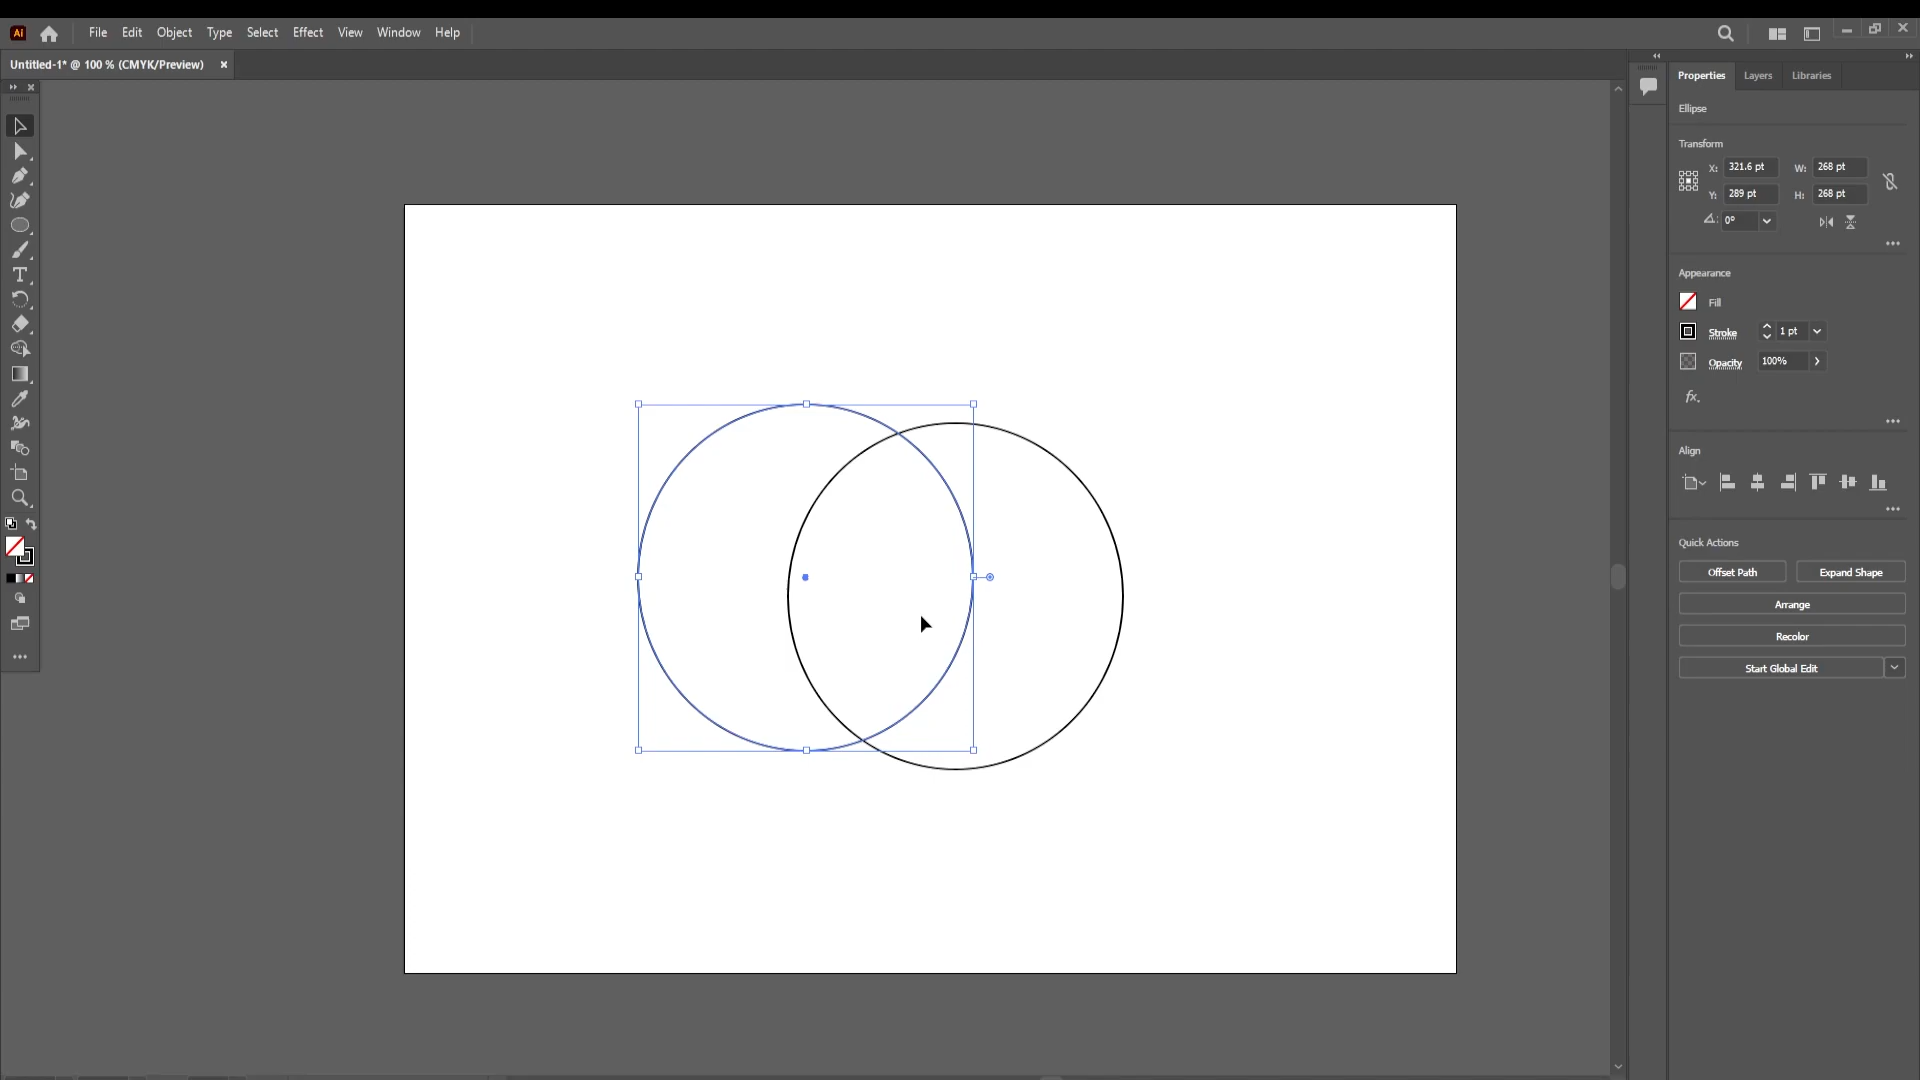 Ai File Edit Object Type Select Effect View Window Help
Untitled-1* @ 100 % (CMYK/Preview) ×
Properties Layers Libraries
Ellipse
Transform
X: 321.6 pt W: 268 pt
Y: 289 pt H: 268 pt
0°
Appearance
Fill
Stroke 1 pt
Opacity 100%
fx.
Align
Quick Actions
Offset Path Expand Shape
Arrange
Recolor
Start Global Edit